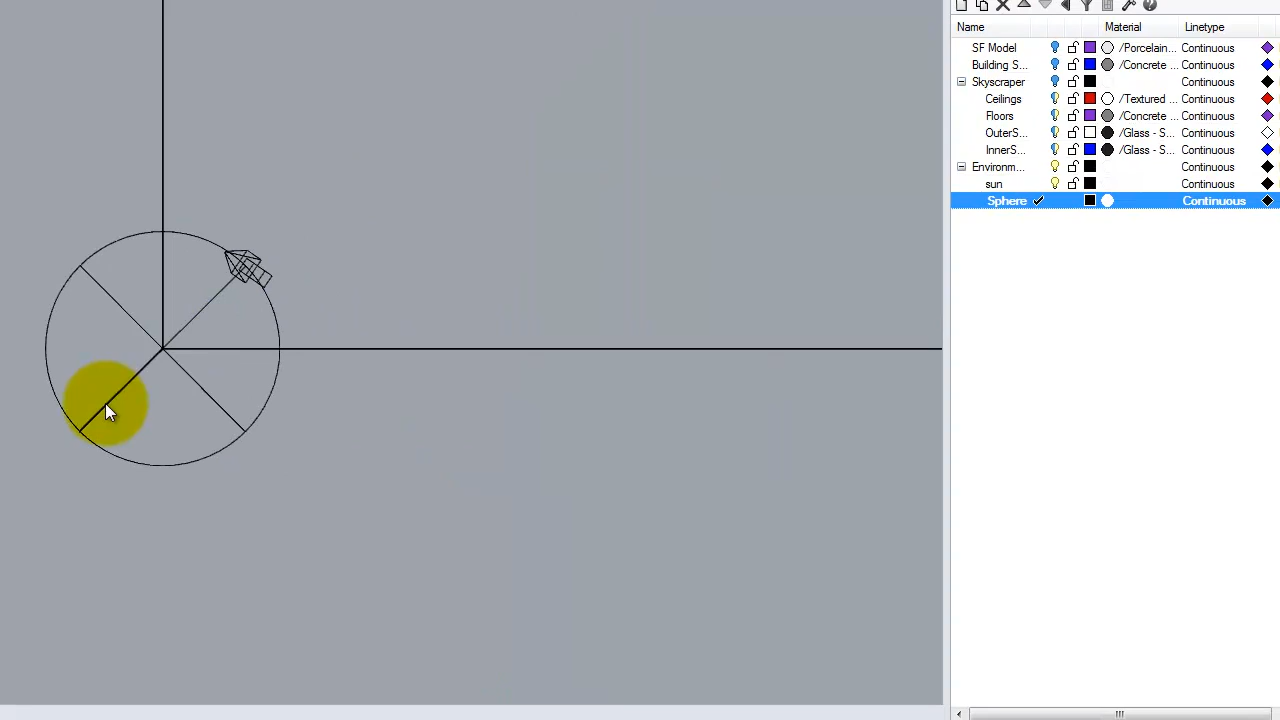 Name Material Linetype
SF Model /Porcelain... Continuous
Building S... /Concrete ... Continuous
Skyscraper Continuous
Ceilings /Textured ... Continuous
Floors /Concrete ... Continuous
OuterS... /Glass - S... Continuous
InnerS... /Glass - S... Continuous
Environm... Continuous
sun Continuous
Sphere Continuous